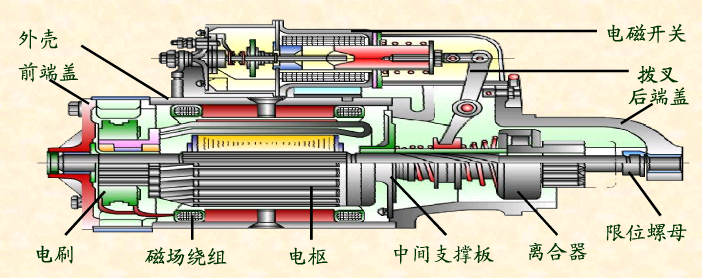 外壳
电磁开关
前端盖
拨叉
后端盖
电刷
磁场绕组
电枢
中间支撑板
离合器
限位螺母